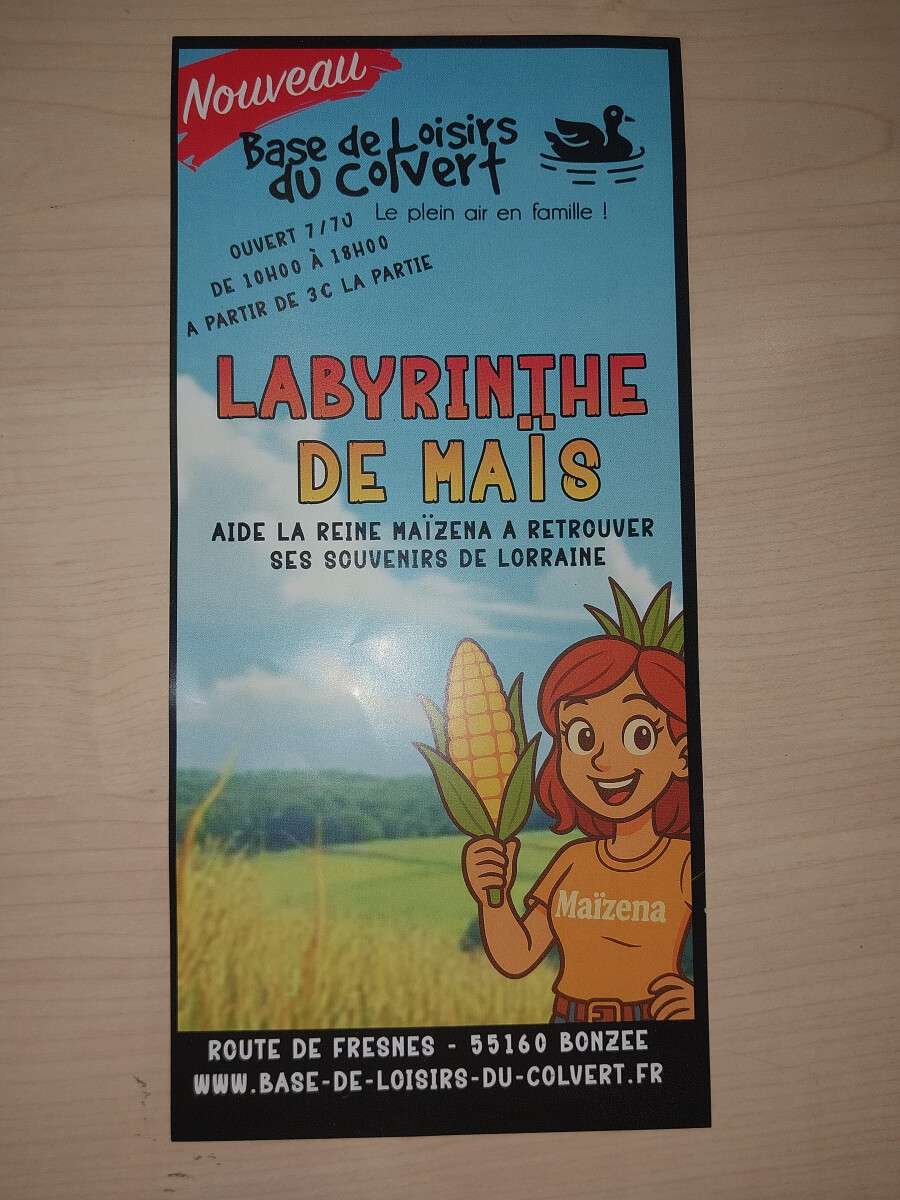 Nouveau
Base de Loisirs
du Colvert
Le plein air en famille !
OUVERT 7/7J
DE 10H00 À 18H00
A PARTIR DE 3€ LA PARTIE
LABYRINTHE
DE MAÏS
AIDE LA REINE MAÏZENA A RETROUVER
SES SOUVENIRS DE LORRAINE
Maïzena
ROUTE DE FRESNES - 55160 BONZEE
WWW.BASE-DE-LOISIRS-DU-COLVERT.FR